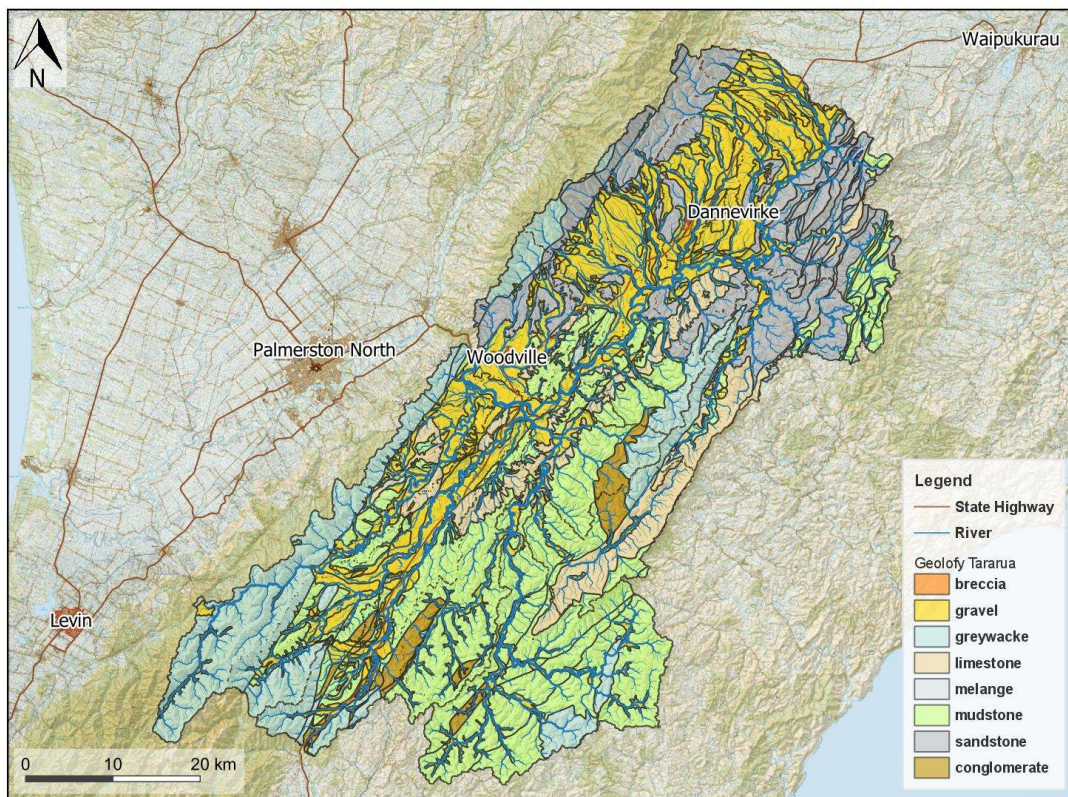 N
Waipukurau
Dannevirke
Woodville
Palmerston North
Levin
0 10 20 km
Legend
State Highway
River
Geolofy Tararua
breccia
gravel
greywacke
limestone
melange
mudstone
sandstone
conglomerate